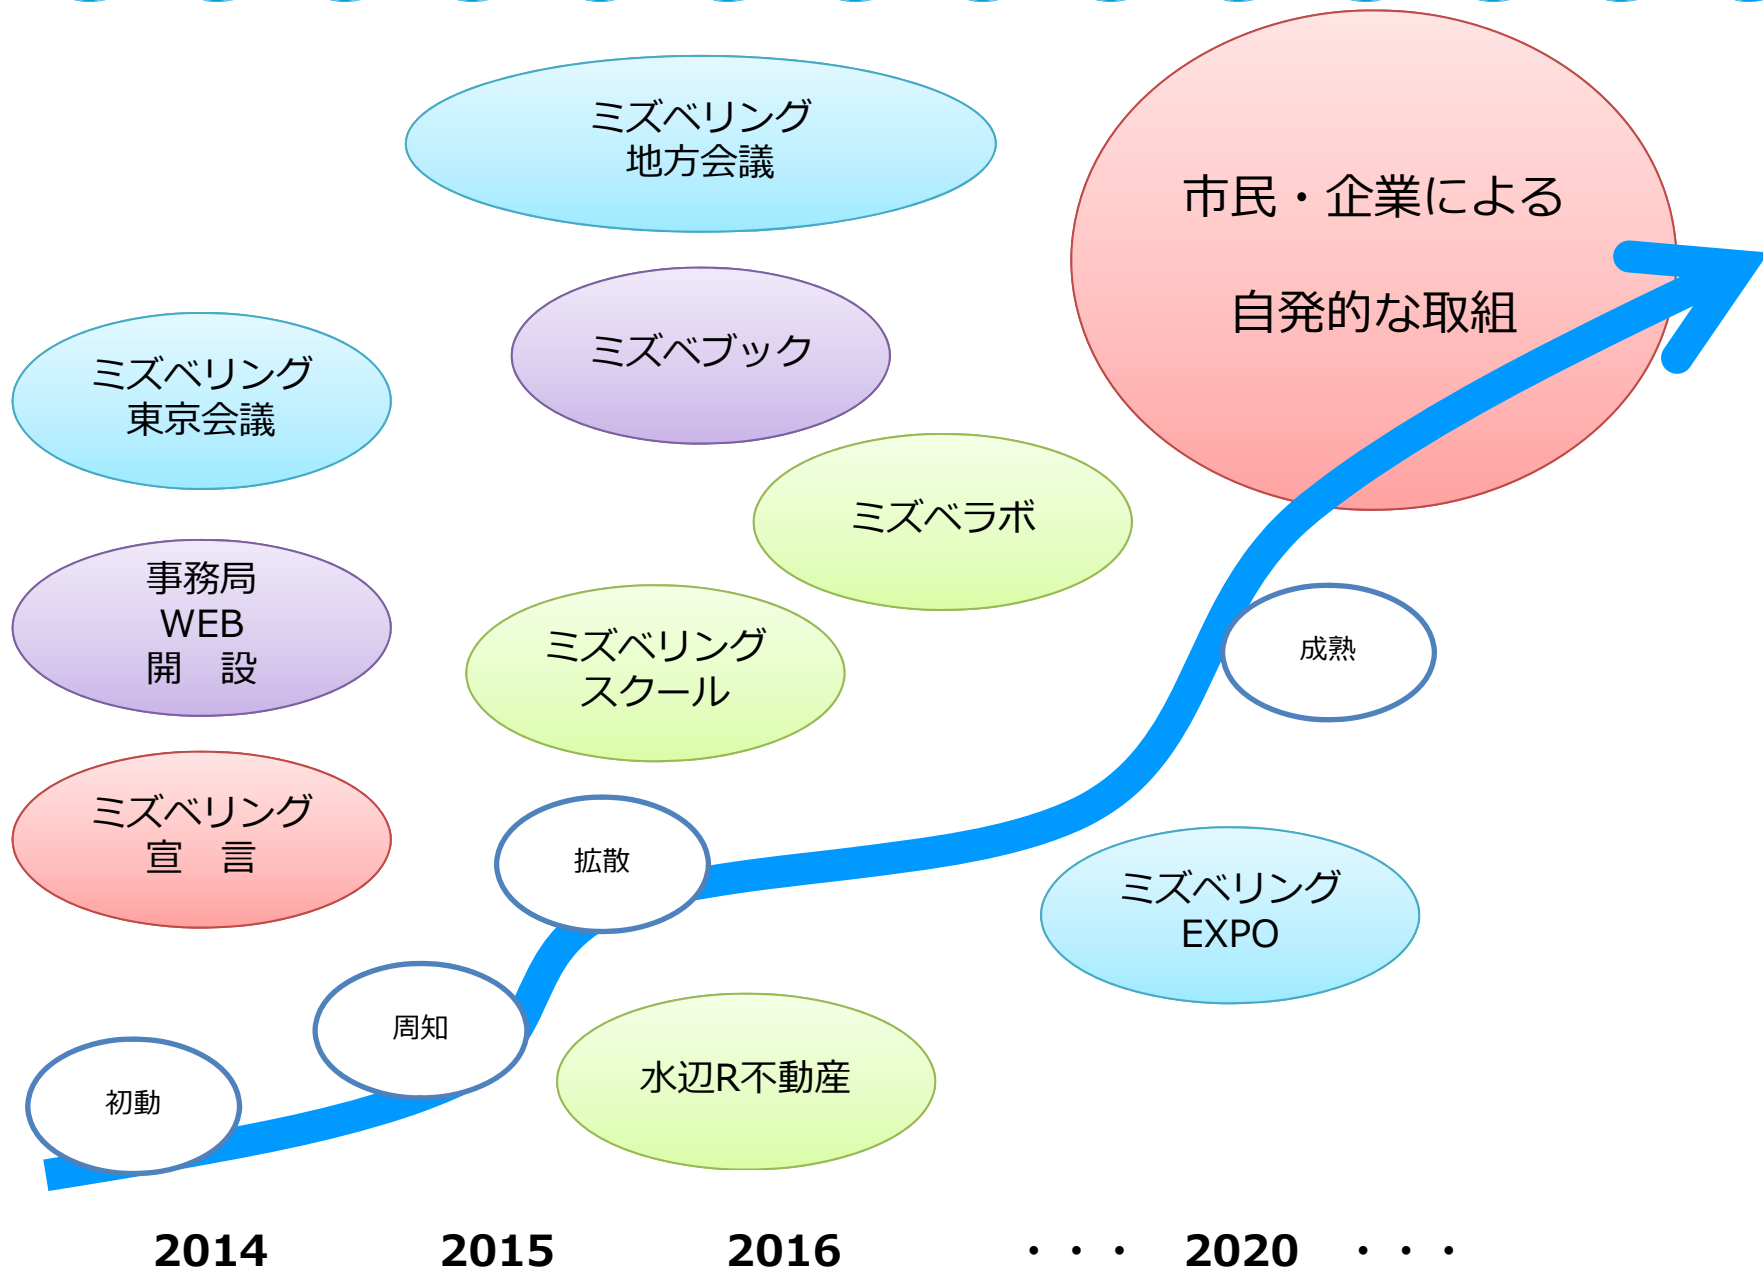 ミズベリング
地方会議
市民・企業による
自発的な取組
ミズベブック
ミズベリング
東京会議
ミズベラボ
事務局
WEB
開　設
ミズベリング
スクール
成熟
ミズベリング
宣　言
拡散
ミズベリング
EXPO
周知
水辺R不動産
初動
2014 2015 2016 ・・・ 2020 ・・・